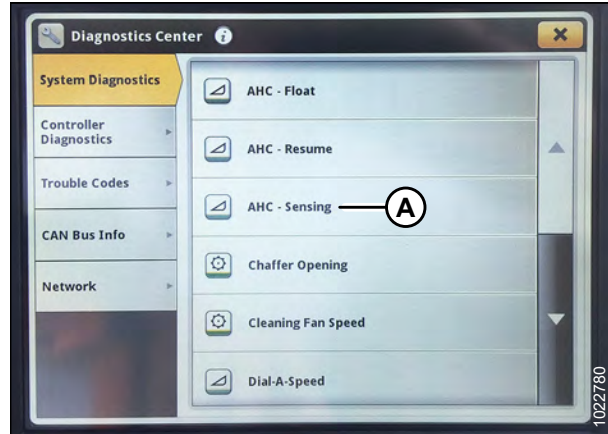 Diagnostics Center i
System Diagnostics
Controller
Diagnostics
Trouble Codes
CAN Bus Info
Network
AHC - Float
AHC - Resume
AHC - Sensing
A
Chaffer Opening
Cleaning Fan Speed
Dial-A-Speed
1022780